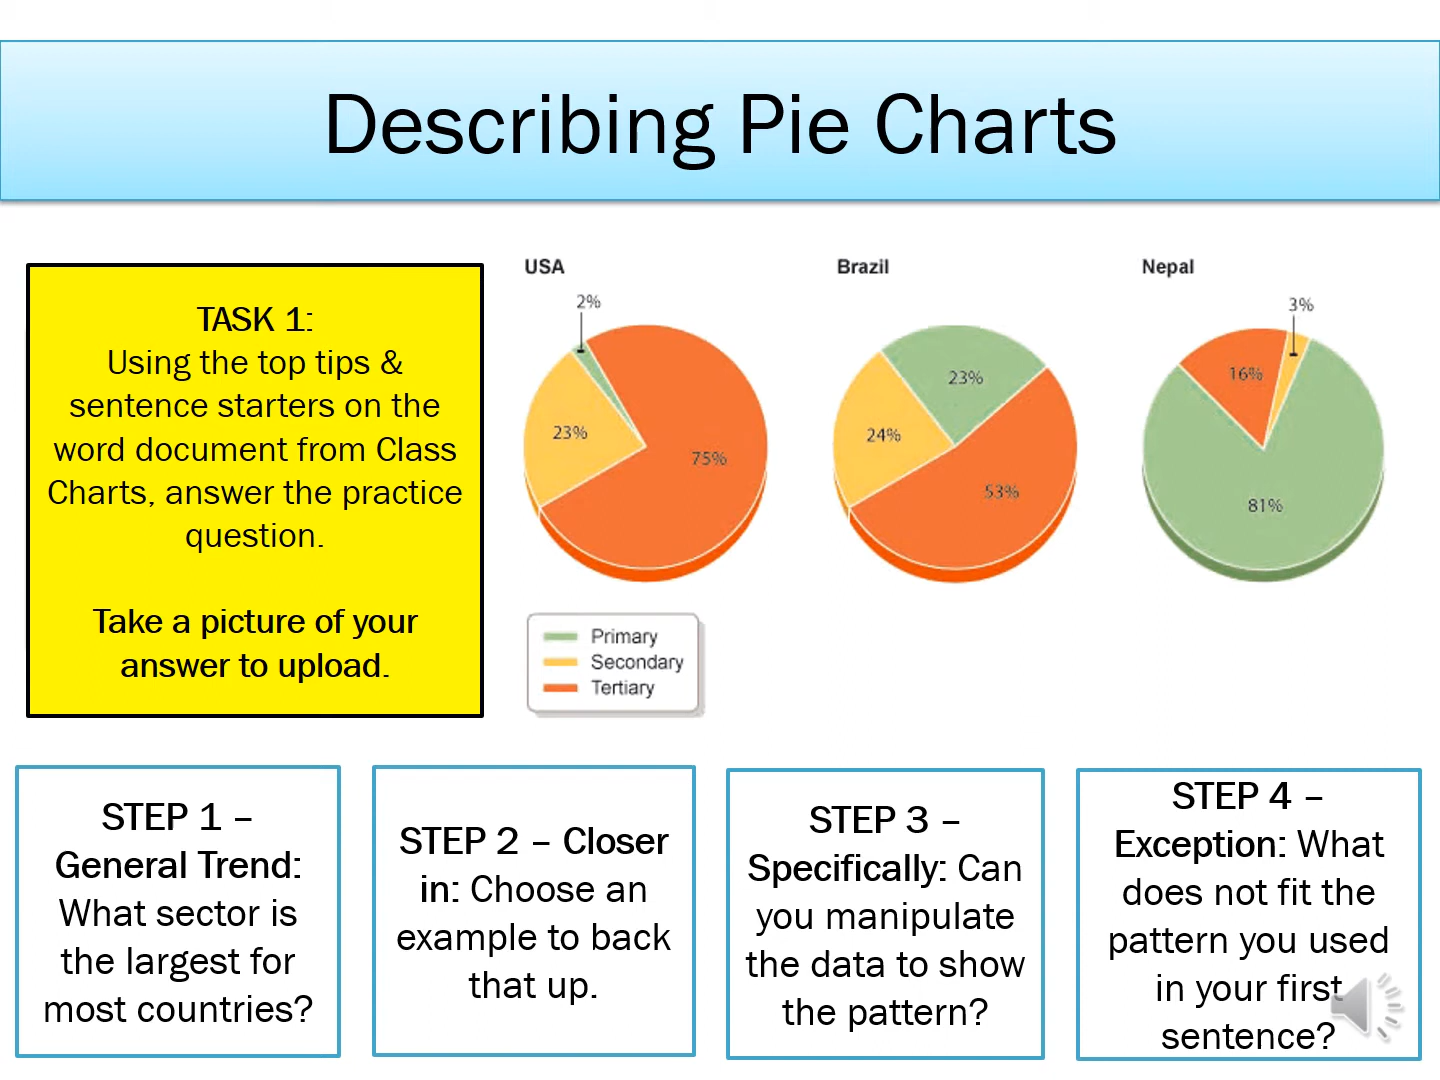 Describing Pie Charts
TASK 1:
Using the top tips &
sentence starters on the
word document from Class
Charts, answer the practice
question.
Take a picture of your
answer to upload.
USA
2%
23%
75%
Brazil
23%
24%
53%
Nepal
3%
16%
81%
Primary
Secondary
Tertiary
STEP 1 –
General Trend:
What sector is
the largest for
most countries?
STEP 2 – Closer
in: Choose an
example to back
that up.
STEP 3 –
Specifically: Can
you manipulate
the data to show
the pattern?
STEP 4 –
Exception: What
does not fit the
pattern you used
in your first
sentence?